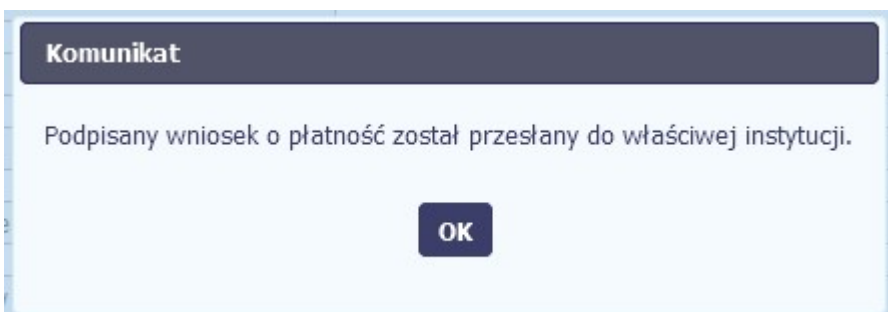 Komunikat
Podpisany wniosek o płatność został przesłany do właściwej instytucji.
OK